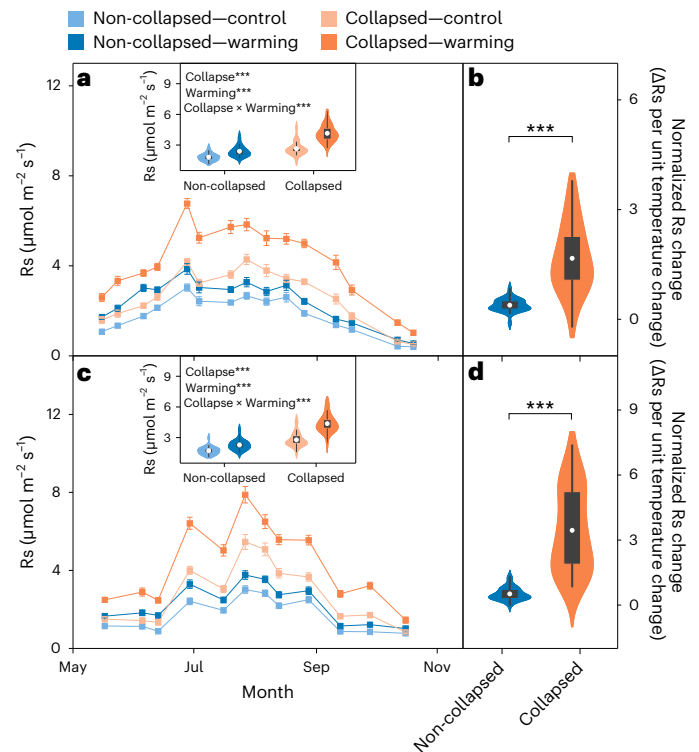 Non-collapsed—control
Collapsed—control
Non-collapsed—warming
Collapsed—warming
a
12
8
4
0
Rs (μmol m⁻² s⁻¹)
Collapse***
Warming***
Collapse × Warming***
9
6
3
Rs (μmol m⁻² s⁻¹)
Non-collapsed
Collapsed
b
***
6
3
0
Normalized Rs change
(ΔRs per unit temperature change)
c
12
8
4
0
Rs (μmol m⁻² s⁻¹)
Collapse***
Warming***
Collapse × Warming***
9
6
3
Rs (μmol m⁻² s⁻¹)
Non-collapsed
Collapsed
May
Jul
Sep
Nov
Month
d
***
9
6
3
0
Normalized Rs change
(ΔRs per unit temperature change)
Non-collapsed
Collapsed